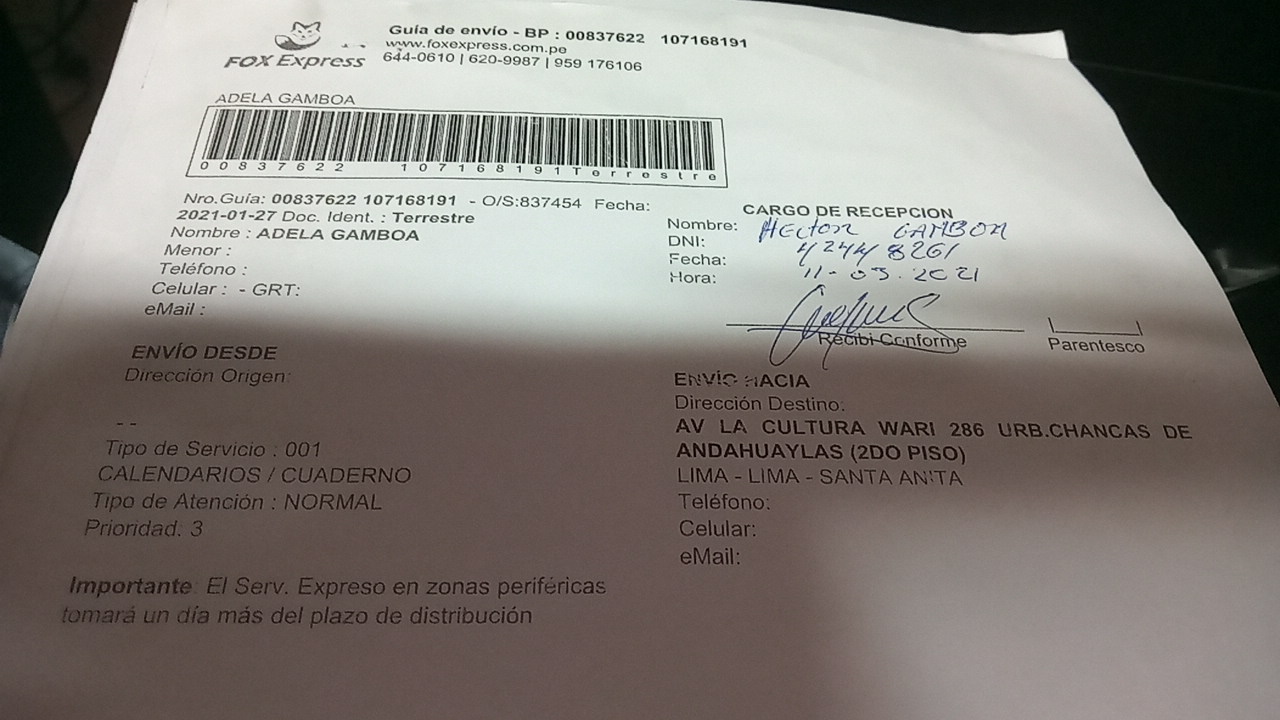 FOX Express
Guía de envío - BP : 00837622 107168191
www.foxexpress.com.pe
644-0610 | 620-9987 | 959 176106
ADELA GAMBOA
00837622 107168191Terrestre
Nro.Guía: 00837622 107168191 - O/S:837454 Fecha:
2021-01-27 Doc. Ident. : Terrestre
Nombre : ADELA GAMBOA
Menor :
Teléfono :
Celular : - GRT:
eMail :
CARGO DE RECEPCION
Nombre: HECTOR GAMBOA
DNI: 42448261
Fecha: 11-03.2021
Hora:
Recibi Conforme
Parentesco
ENVÍO DESDE
Dirección Origen:
- -
Tipo de Servicio : 001
CALENDARIOS / CUADERNO
Tipo de Atención : NORMAL
Prioridad. 3
ENVÍO HACIA
Dirección Destino:
AV LA CULTURA WARI 286 URB.CHANCAS DE
ANDAHUAYLAS (2DO PISO)
LIMA - LIMA - SANTA ANITA
Teléfono:
Celular:
eMail:
Importante: El Serv. Expreso en zonas periféricas
tomará un día más del plazo de distribución